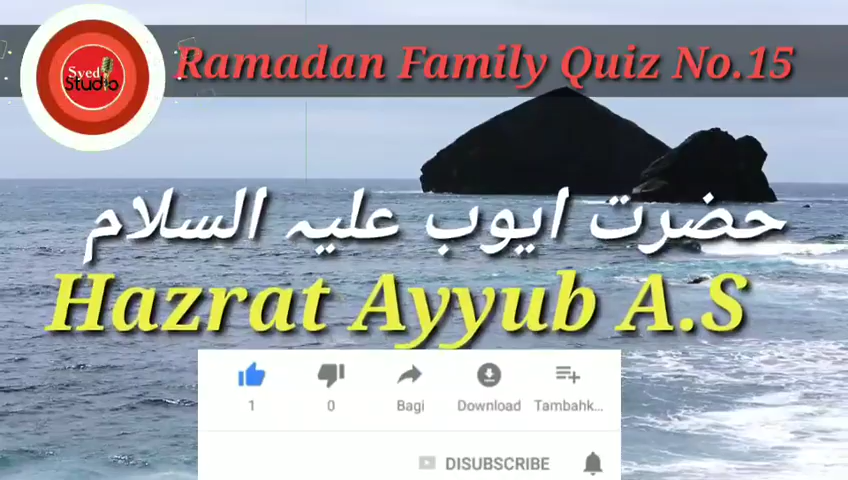 Syed
Studio
Ramadan Family Quiz No.15
حضرت ایوب علیہ السلام
Hazrat Ayyub A.S
1
0
Bagi
Download
Tambahk...
DISUBSCRIBE